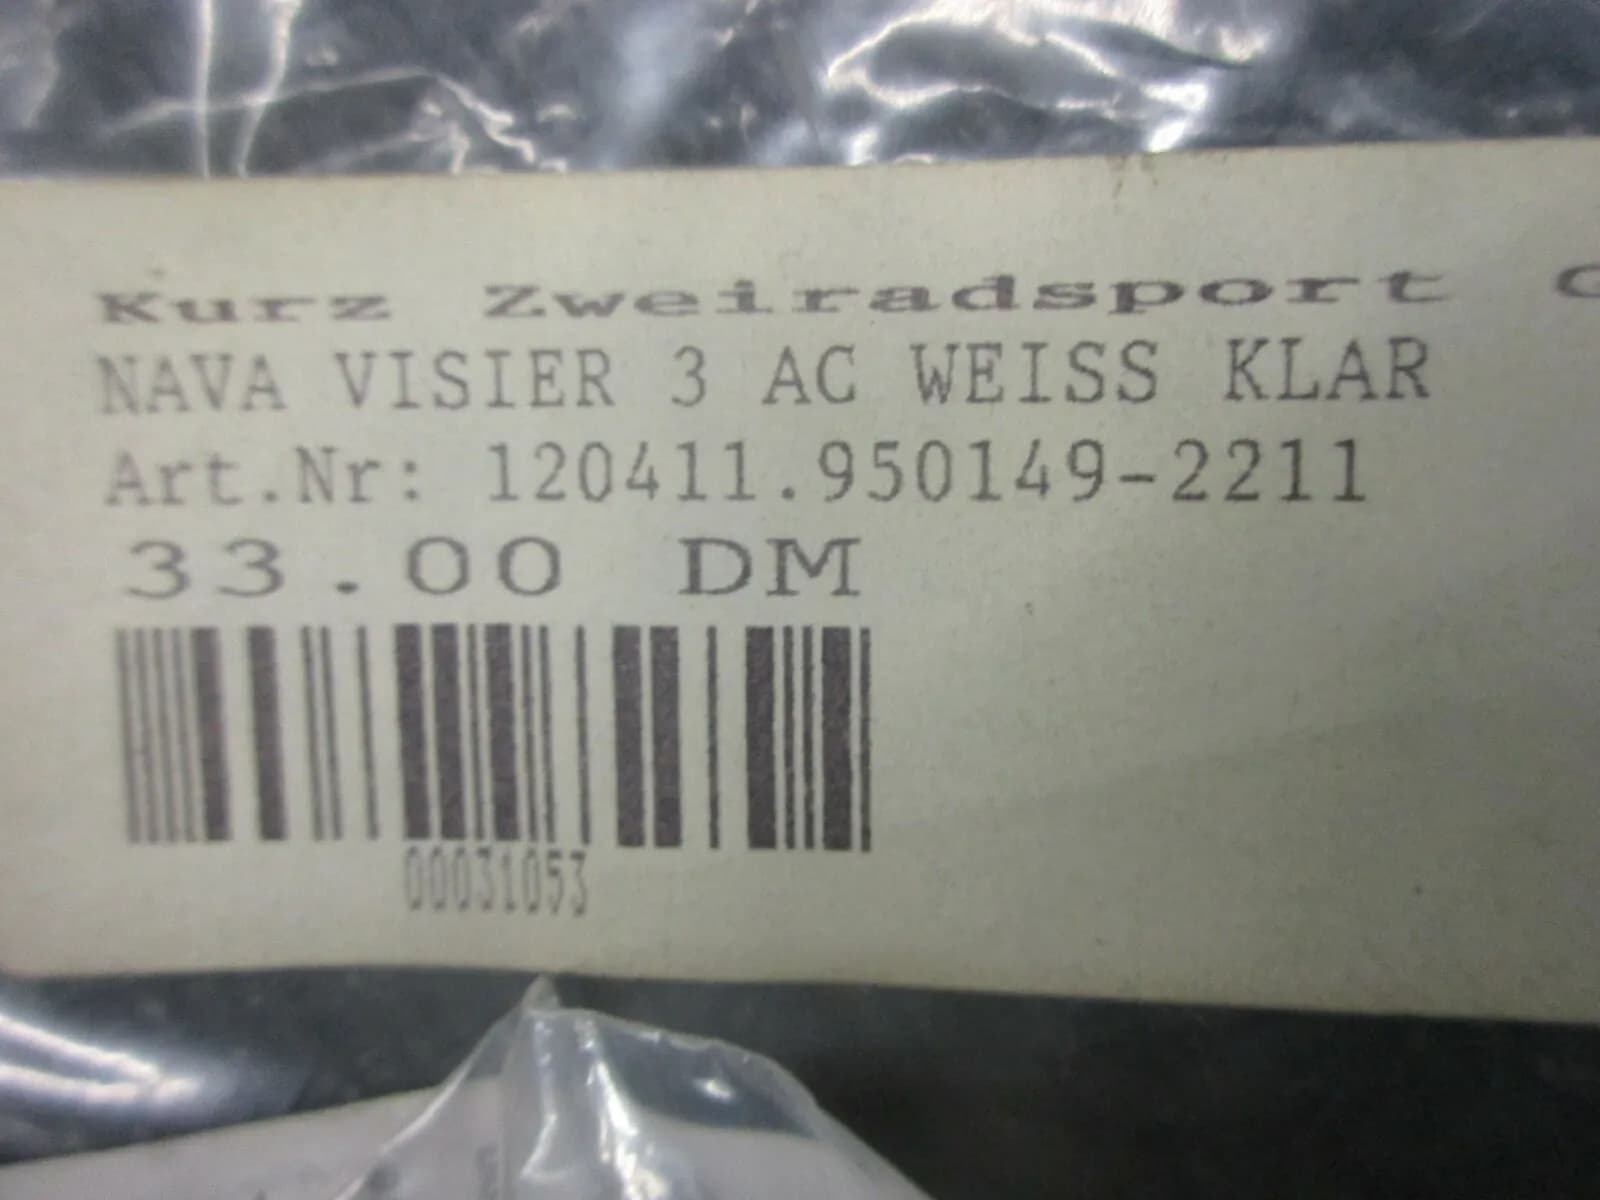 Kurz Zweiradsport G
NAVA VISIER 3 AC WEISS KLAR
Art.Nr: 120411.950149-2211
33.00 DM
00031053